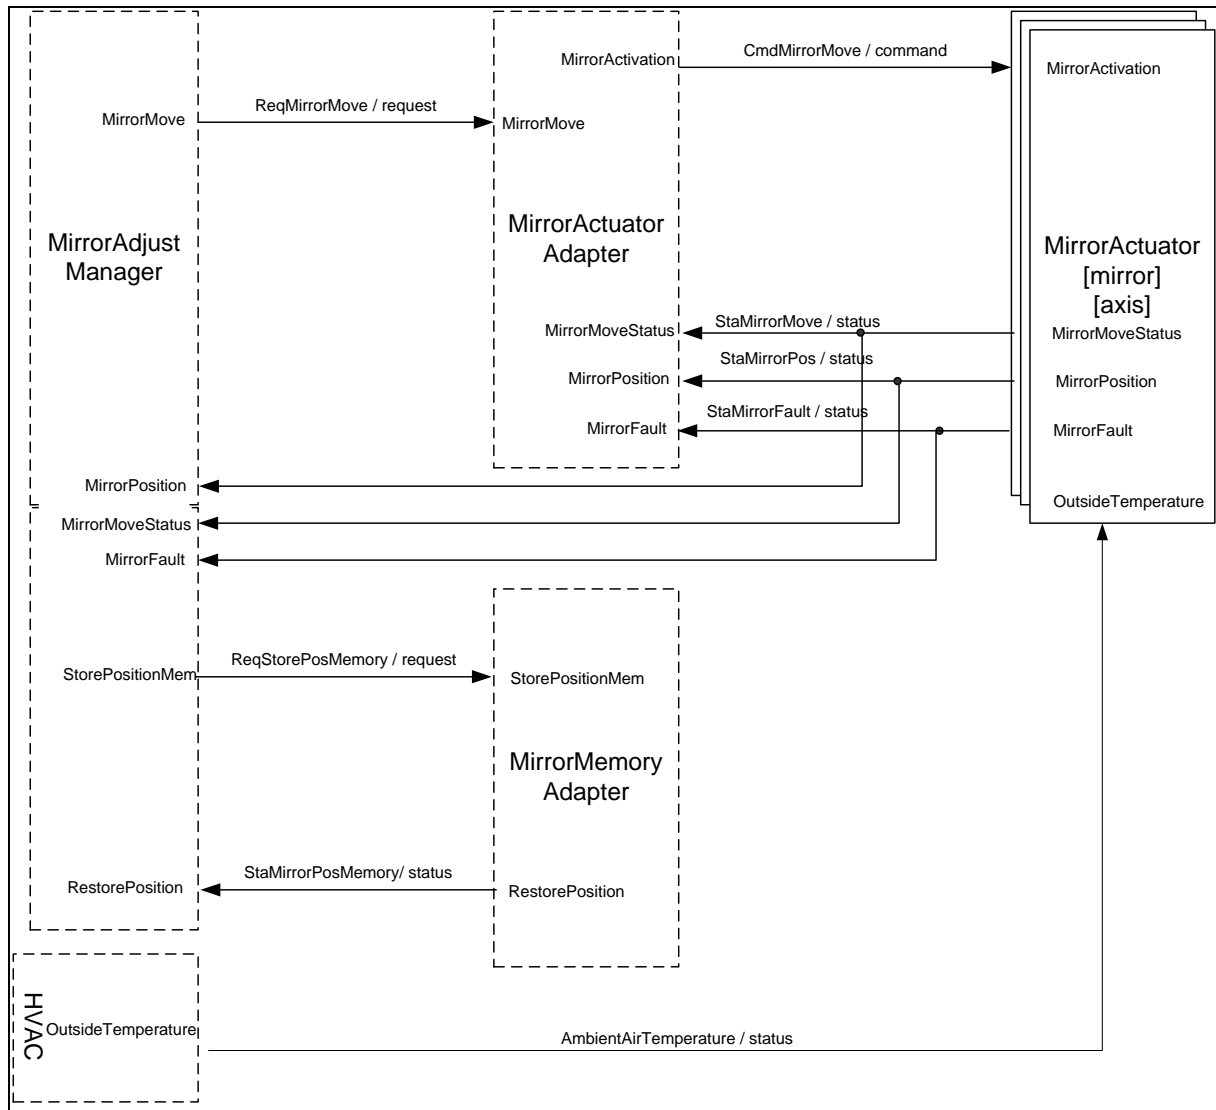 MirrorActivation
CmdMirrorMove / command
MirrorActivation
MirrorMove
ReqMirrorMove / request
MirrorMove
MirrorAdjust
Manager
MirrorActuator
Adapter
MirrorActuator
[mirror]
[axis]
MirrorMoveStatus
StaMirrorMove / status
MirrorMoveStatus
MirrorPosition
StaMirrorPos / status
MirrorPosition
MirrorFault
StaMirrorFault / status
MirrorFault
MirrorPosition
OutsideTemperature
MirrorMoveStatus
MirrorFault
StorePositionMem
ReqStorePosMemory / request
StorePositionMem
MirrorMemory
Adapter
RestorePosition
StaMirrorPosMemory/ status
RestorePosition
HVAC
OutsideTemperature
AmbientAirTemperature / status